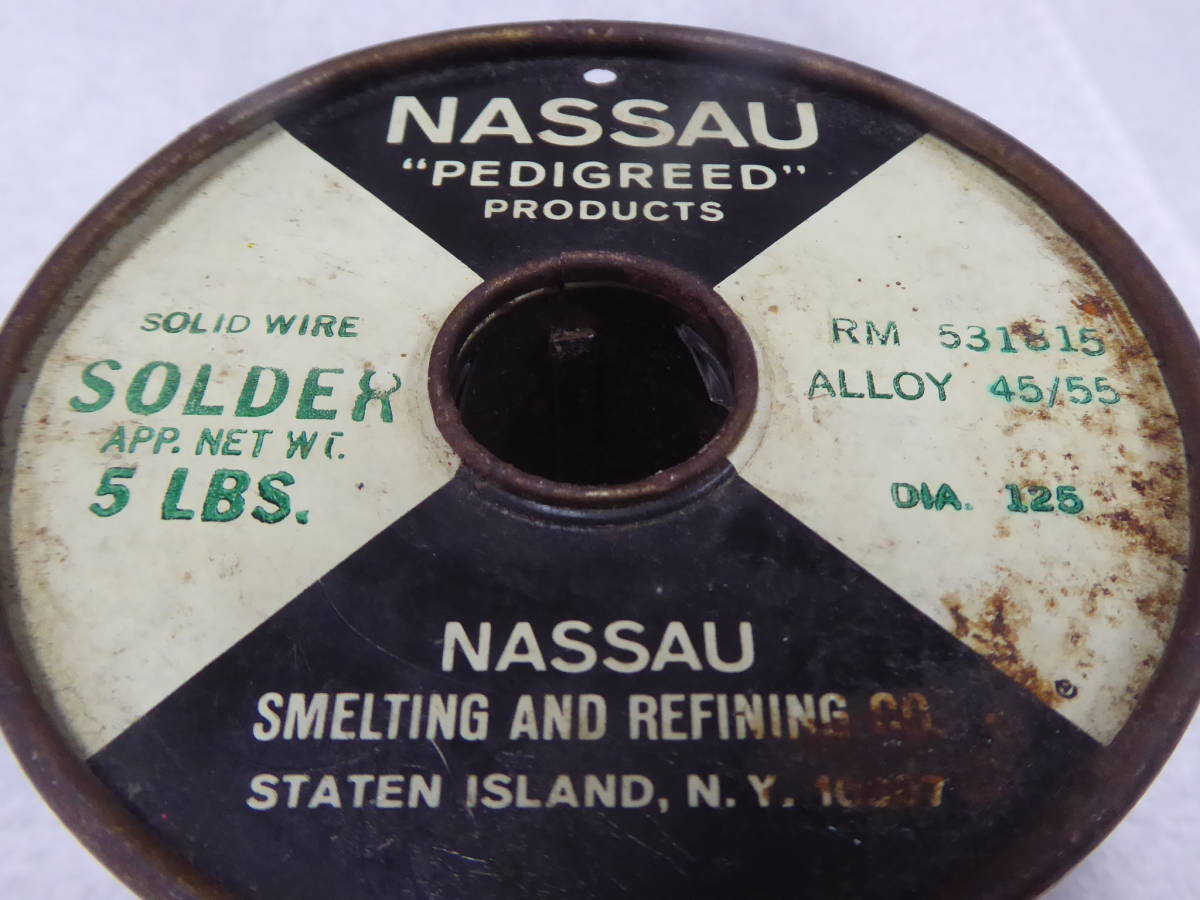 NASSAU
“PEDIGREED”
PRODUCTS
SOLID WIRE
SOLDER
APP. NET WT.
5 LBS.
RM 531815
ALLOY 45/55
DIA. 125
®
NASSAU
SMELTING AND REFINING CO.
STATEN ISLAND, N.Y.